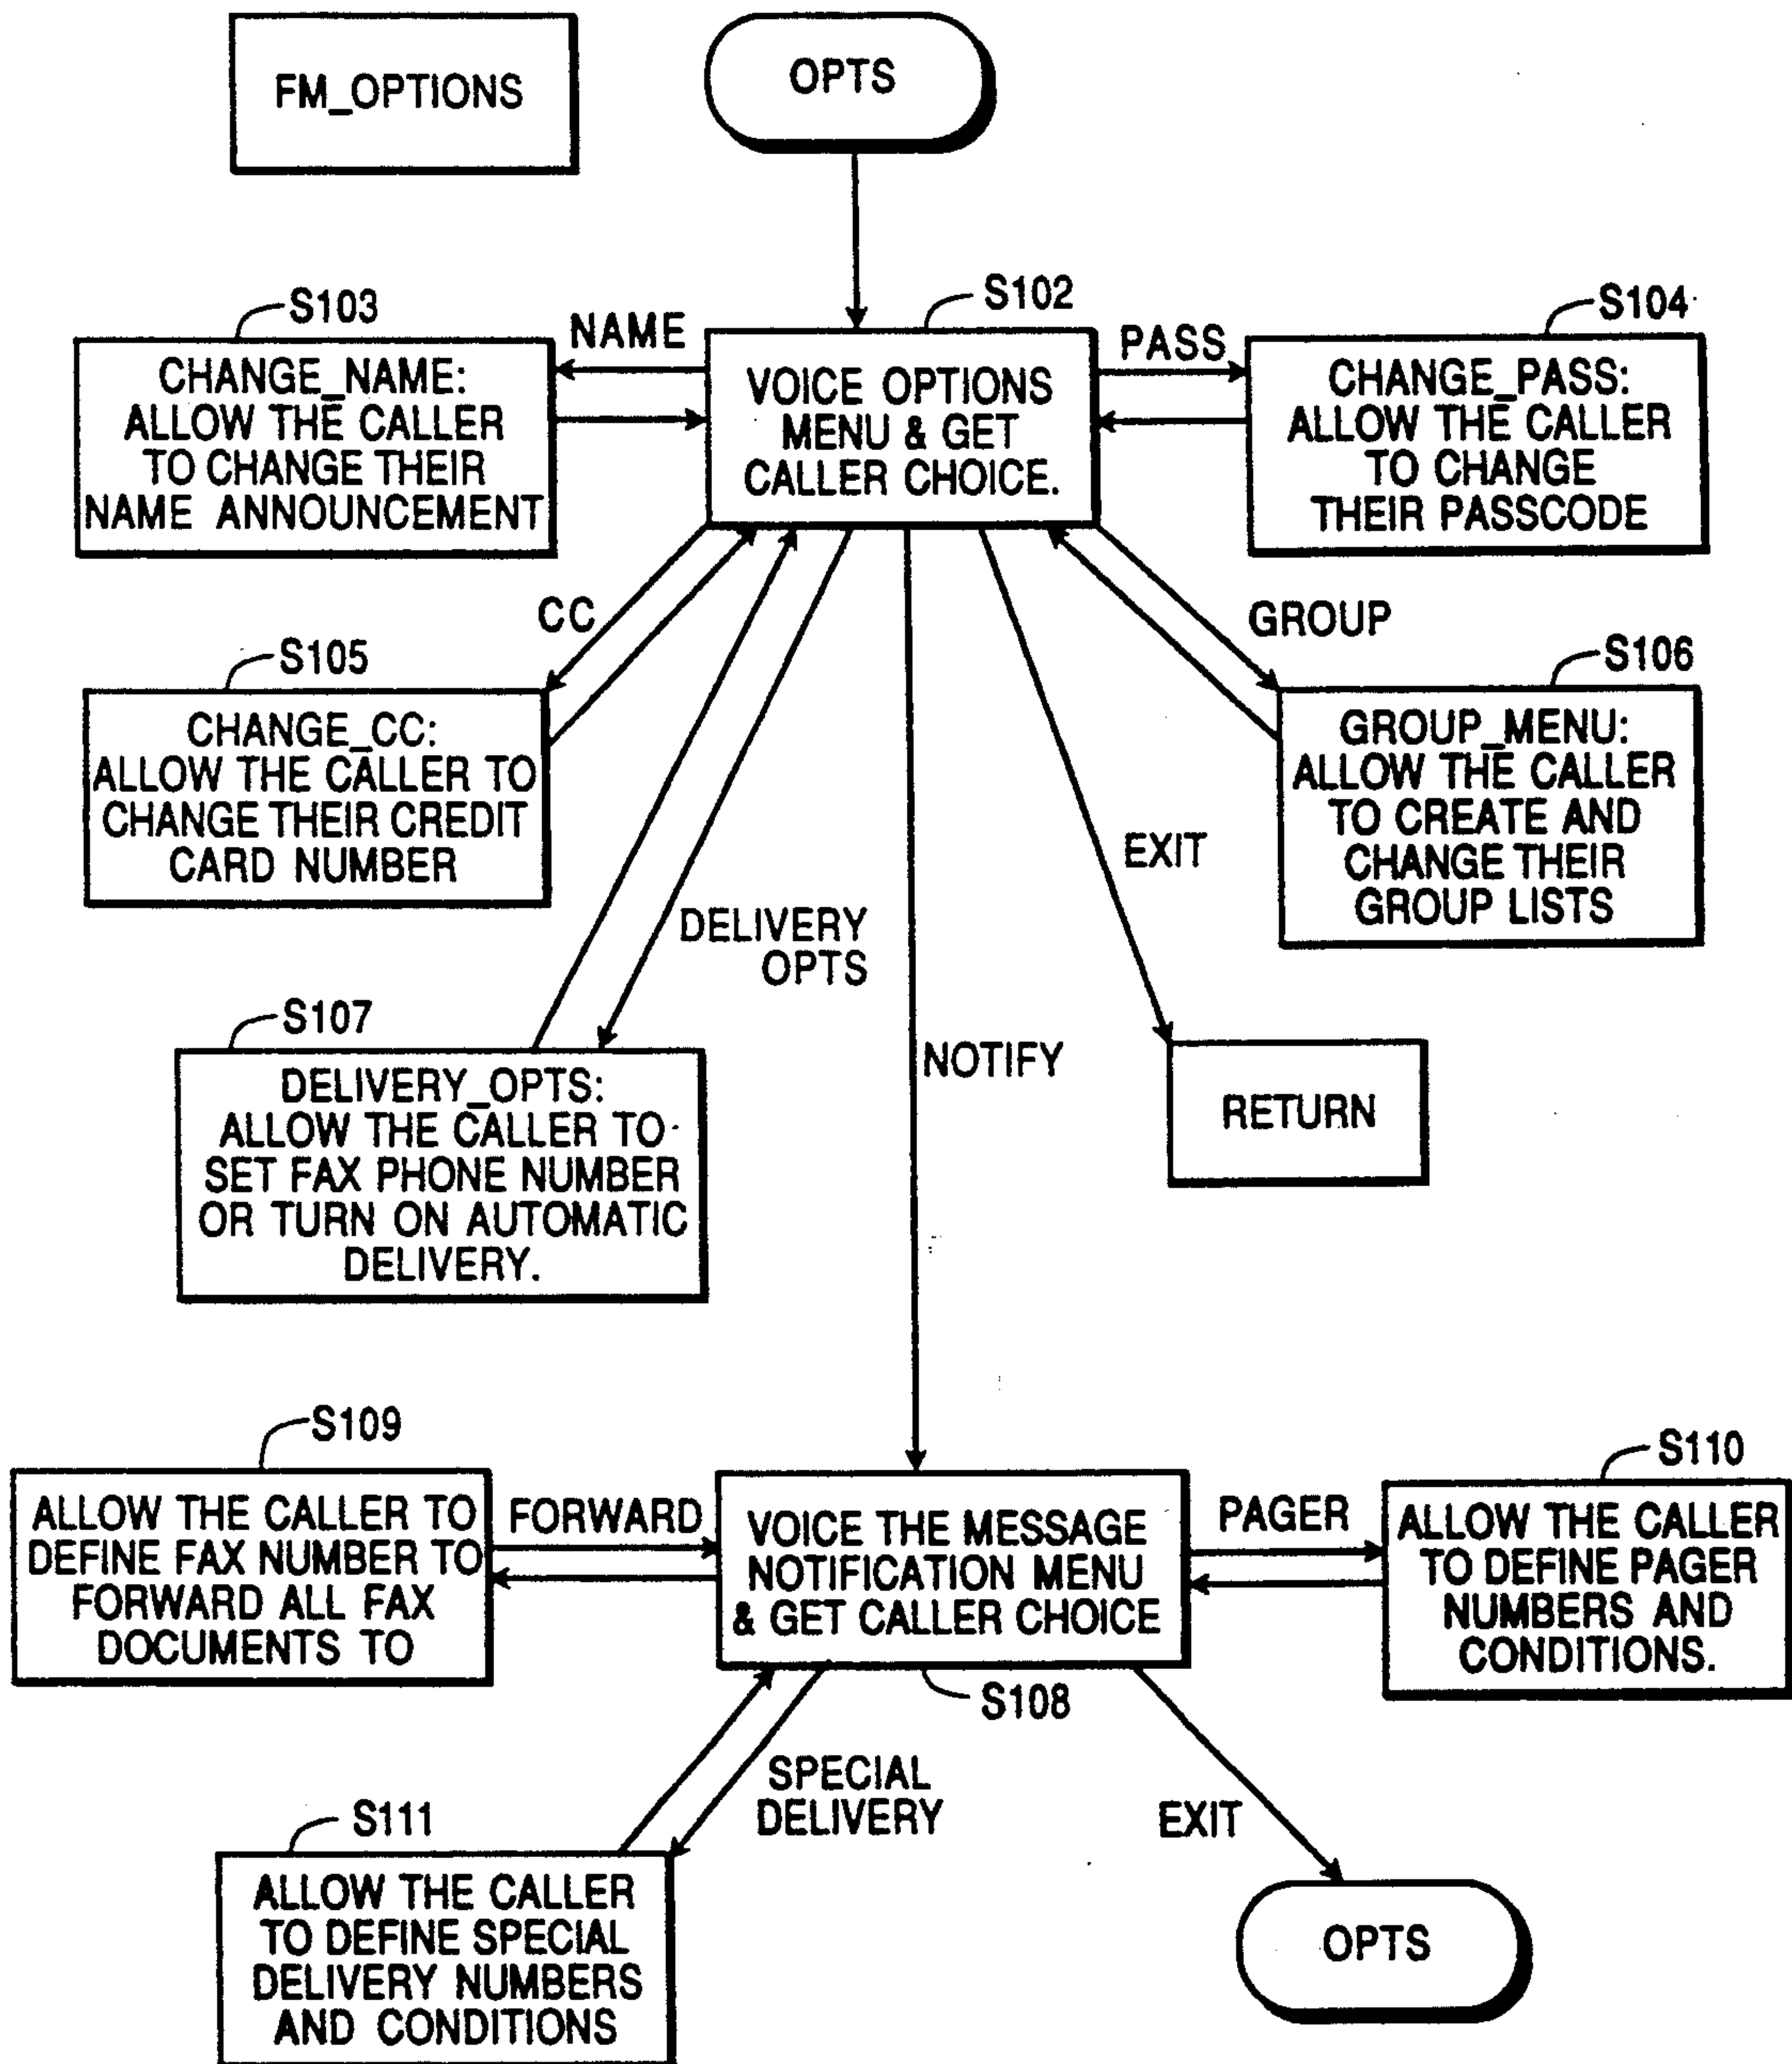 FM_OPTIONS
OPTS
S103
S102
S104
NAME
PASS
CHANGE_NAME:
ALLOW THE CALLER
TO CHANGE THEIR
NAME ANNOUNCEMENT
VOICE OPTIONS
MENU & GET
CALLER CHOICE.
CHANGE_PASS:
ALLOW THE CALLER
TO CHANGE
THEIR PASSCODE
CC
GROUP
S105
S106
CHANGE_CC:
ALLOW THE CALLER TO
CHANGE THEIR CREDIT
CARD NUMBER
GROUP_MENU:
ALLOW THE CALLER
TO CREATE AND
CHANGE THEIR
GROUP LISTS
EXIT
DELIVERY
OPTS
S107
NOTIFY
DELIVERY_OPTS:
ALLOW THE CALLER TO
SET FAX PHONE NUMBER
OR TURN ON AUTOMATIC
DELIVERY.
RETURN
S109
S110
ALLOW THE CALLER TO
DEFINE FAX NUMBER TO
FORWARD ALL FAX
DOCUMENTS TO
FORWARD
VOICE THE MESSAGE
NOTIFICATION MENU
& GET CALLER CHOICE
PAGER
ALLOW THE CALLER
TO DEFINE PAGER
NUMBERS AND
CONDITIONS.
S108
SPECIAL
DELIVERY
EXIT
S111
ALLOW THE CALLER
TO DEFINE SPECIAL
DELIVERY NUMBERS
AND CONDITIONS
OPTS